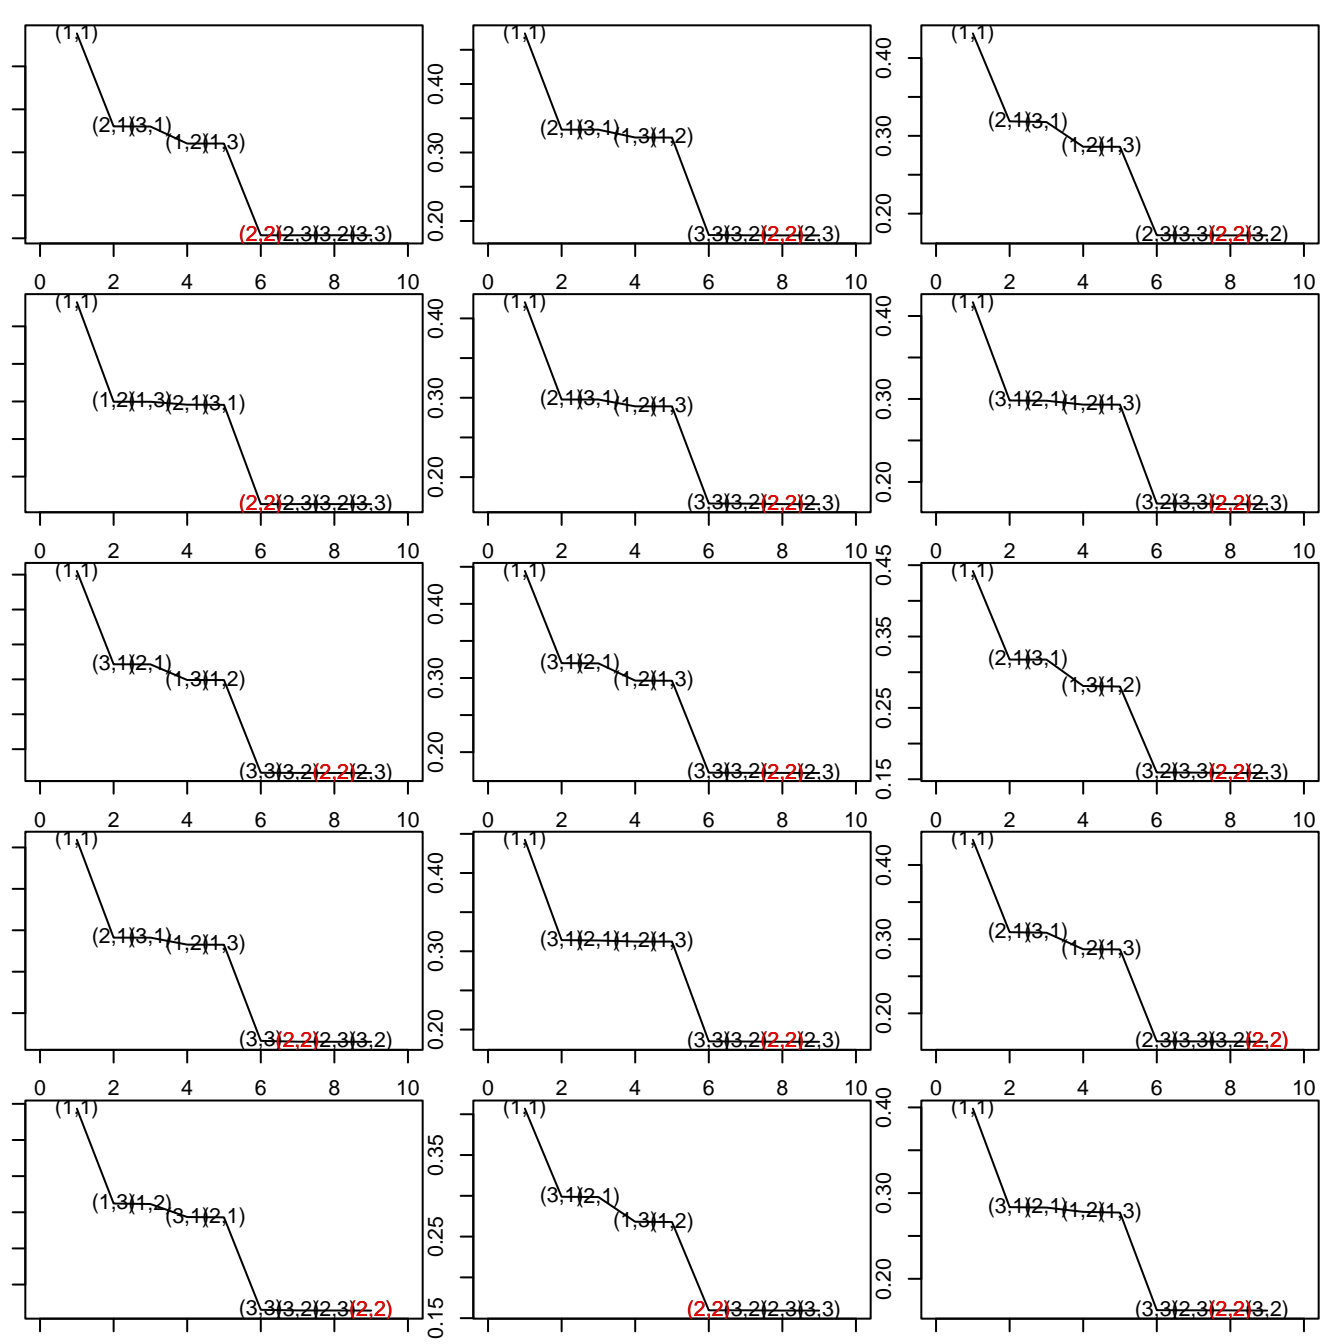 (1,1) (1,1) (1,1)
0.40 0.40
(2,1) (3,1) (1,2) (1,3) (2,1) (3,1) (1,3) (1,2) (2,1) (3,1) (1,2) (1,3)
0.30 0.30
0.20 0.20
(2,2) (2,3) (3,2) (3,3) (3,3) (3,2) (2,2) (2,3) (2,3) (3,3) (2,2) (3,2)
0 2 4 6 8 10 0 2 4 6 8 10 0 2 4 6 8 10
(1,1) (1,1) (1,1)
0.40 0.40
(1,2) (1,3) (2,1) (3,1) (2,1) (3,1) (1,2) (1,3) (3,1) (2,1) (1,2) (1,3)
0.30 0.30
0.20 0.20
(2,2) (2,3) (3,2) (3,3) (3,3) (3,2) (2,2) (2,3) (3,2) (3,3) (2,2) (2,3)
0 2 4 6 8 10 0 2 4 6 8 10 0 2 4 6 8 10
(1,1) (1,1) (1,1)
0.40 0.45
(3,1) (2,1) (1,3) (1,2) (3,1) (2,1) (1,2) (1,3) (2,1) (3,1) (1,3) (1,2)
0.30 0.35
0.20 0.25
(3,3) (3,2) (2,2) (2,3) (3,3) (3,2) (2,2) (2,3) (3,2) (3,3) (2,2) (2,3)
0.15
0 2 4 6 8 10 0 2 4 6 8 10 0 2 4 6 8 10
(1,1) (1,1) (1,1)
0.40 0.40
(2,1) (3,1) (1,2) (1,3) (3,1) (2,1) (1,2) (1,3) (2,1) (3,1) (1,2) (1,3)
0.30 0.30
0.20 0.20
(3,3) (2,2) (2,3) (3,2) (3,3) (3,2) (2,2) (2,3) (2,3) (3,3) (3,2) (2,2)
0 2 4 6 8 10 0 2 4 6 8 10 0 2 4 6 8 10
(1,1) (1,1) (1,1)
0.35 0.40
(1,3) (1,2) (3,1) (2,1) (3,1) (2,1) (1,3) (1,2) (3,1) (2,1) (1,2) (1,3)
0.25 0.30
0.15 0.20
(3,3) (3,2) (2,3) (2,2) (2,2) (3,2) (2,3) (3,3) (3,3) (2,3) (2,2) (3,2)